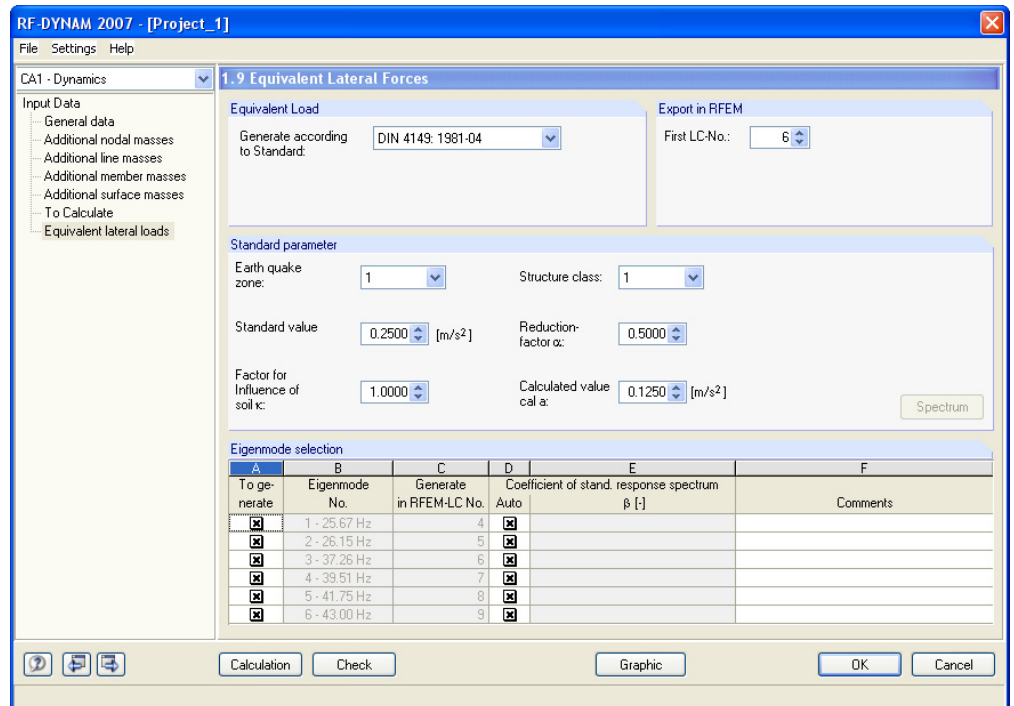 RF-DYNAM 2007 - [Project_1]
File Settings Help
CA1 - Dynamics
Input Data
General data
Additional nodal masses
Additional line masses
Additional member masses
Additional surface masses
To Calculate
Equivalent lateral loads
1.9 Equivalent Lateral Forces
Equivalent Load
Generate according
to Standard:
DIN 4149: 1981-04
Export in RFEM
First LC-No.: 6
Standard parameter
Earth quake
zone:
1
Structure class: 1
Standard value 0.2500 [m/s²]
Reduction-
factor α:
0.5000
Factor for
Influence of
soil κ:
1.0000
Calculated value
cal a:
0.1250 [m/s²]
Spectrum
Eigenmode selection
A B C D E F
To ge- Eigenmode Generate Coefficient of stand. response spectrum
nerate No. in RFEM-LC No. Auto β [-] Comments
1 - 25.67 Hz 4
2 - 26.15 Hz 5
3 - 37.26 Hz 6
4 - 39.51 Hz 7
5 - 41.75 Hz 8
6 - 43.00 Hz 9
Calculation Check Graphic OK Cancel